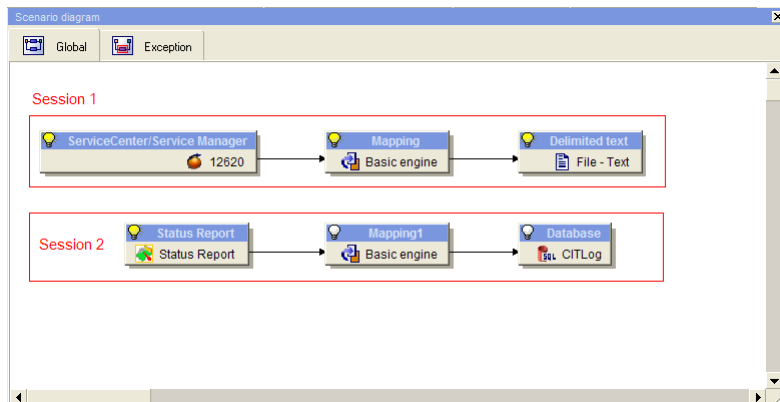 Scenario diagram
Global Exception
Session 1
ServiceCenter/Service Manager Mapping Delimited text
12620 Basic engine File - Text
Session 2
Status Report Mapping1 Database
Status Report Basic engine SQL CITLog